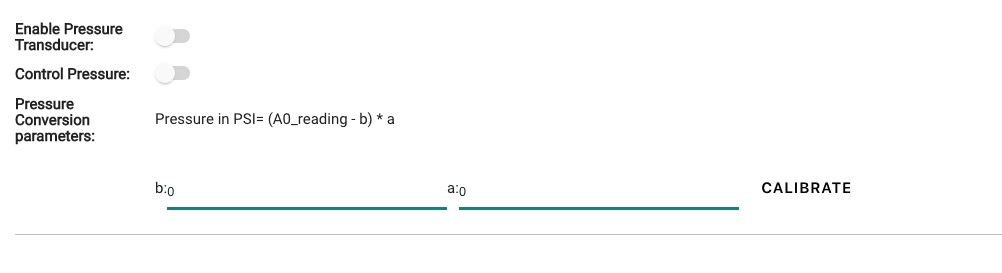 Enable Pressure
Transducer:
Control Pressure:
Pressure
Conversion
parameters:
Pressure in PSI= (A0_reading - b) * a
b:0 a:0 CALIBRATE